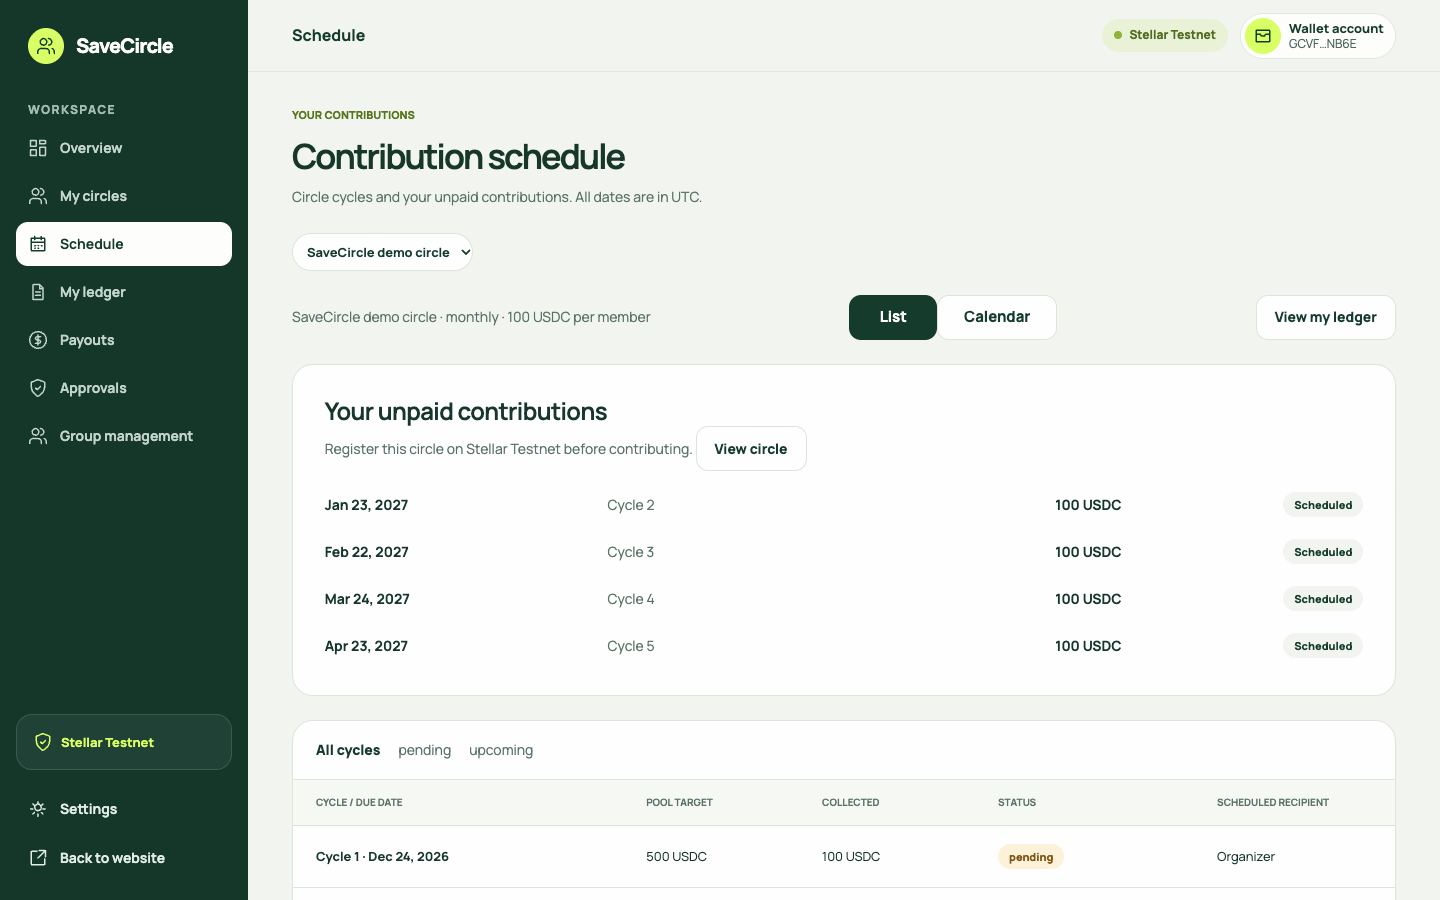 SaveCircle
WORKSPACE
Overview
My circles
Schedule
My ledger
Payouts
Approvals
Group management
Stellar Testnet
Settings
Back to website
Schedule
Stellar Testnet
Wallet account
GCVF...NB6E
YOUR CONTRIBUTIONS
Contribution schedule
Circle cycles and your unpaid contributions. All dates are in UTC.
SaveCircle demo circle
SaveCircle demo circle · monthly · 100 USDC per member
List
Calendar
View my ledger
Your unpaid contributions
Register this circle on Stellar Testnet before contributing. View circle
Jan 23, 2027 Cycle 2 100 USDC Scheduled
Feb 22, 2027 Cycle 3 100 USDC Scheduled
Mar 24, 2027 Cycle 4 100 USDC Scheduled
Apr 23, 2027 Cycle 5 100 USDC Scheduled
All cycles pending upcoming
CYCLE / DUE DATE POOL TARGET COLLECTED STATUS SCHEDULED RECIPIENT
Cycle 1 · Dec 24, 2026 500 USDC 100 USDC pending Organizer